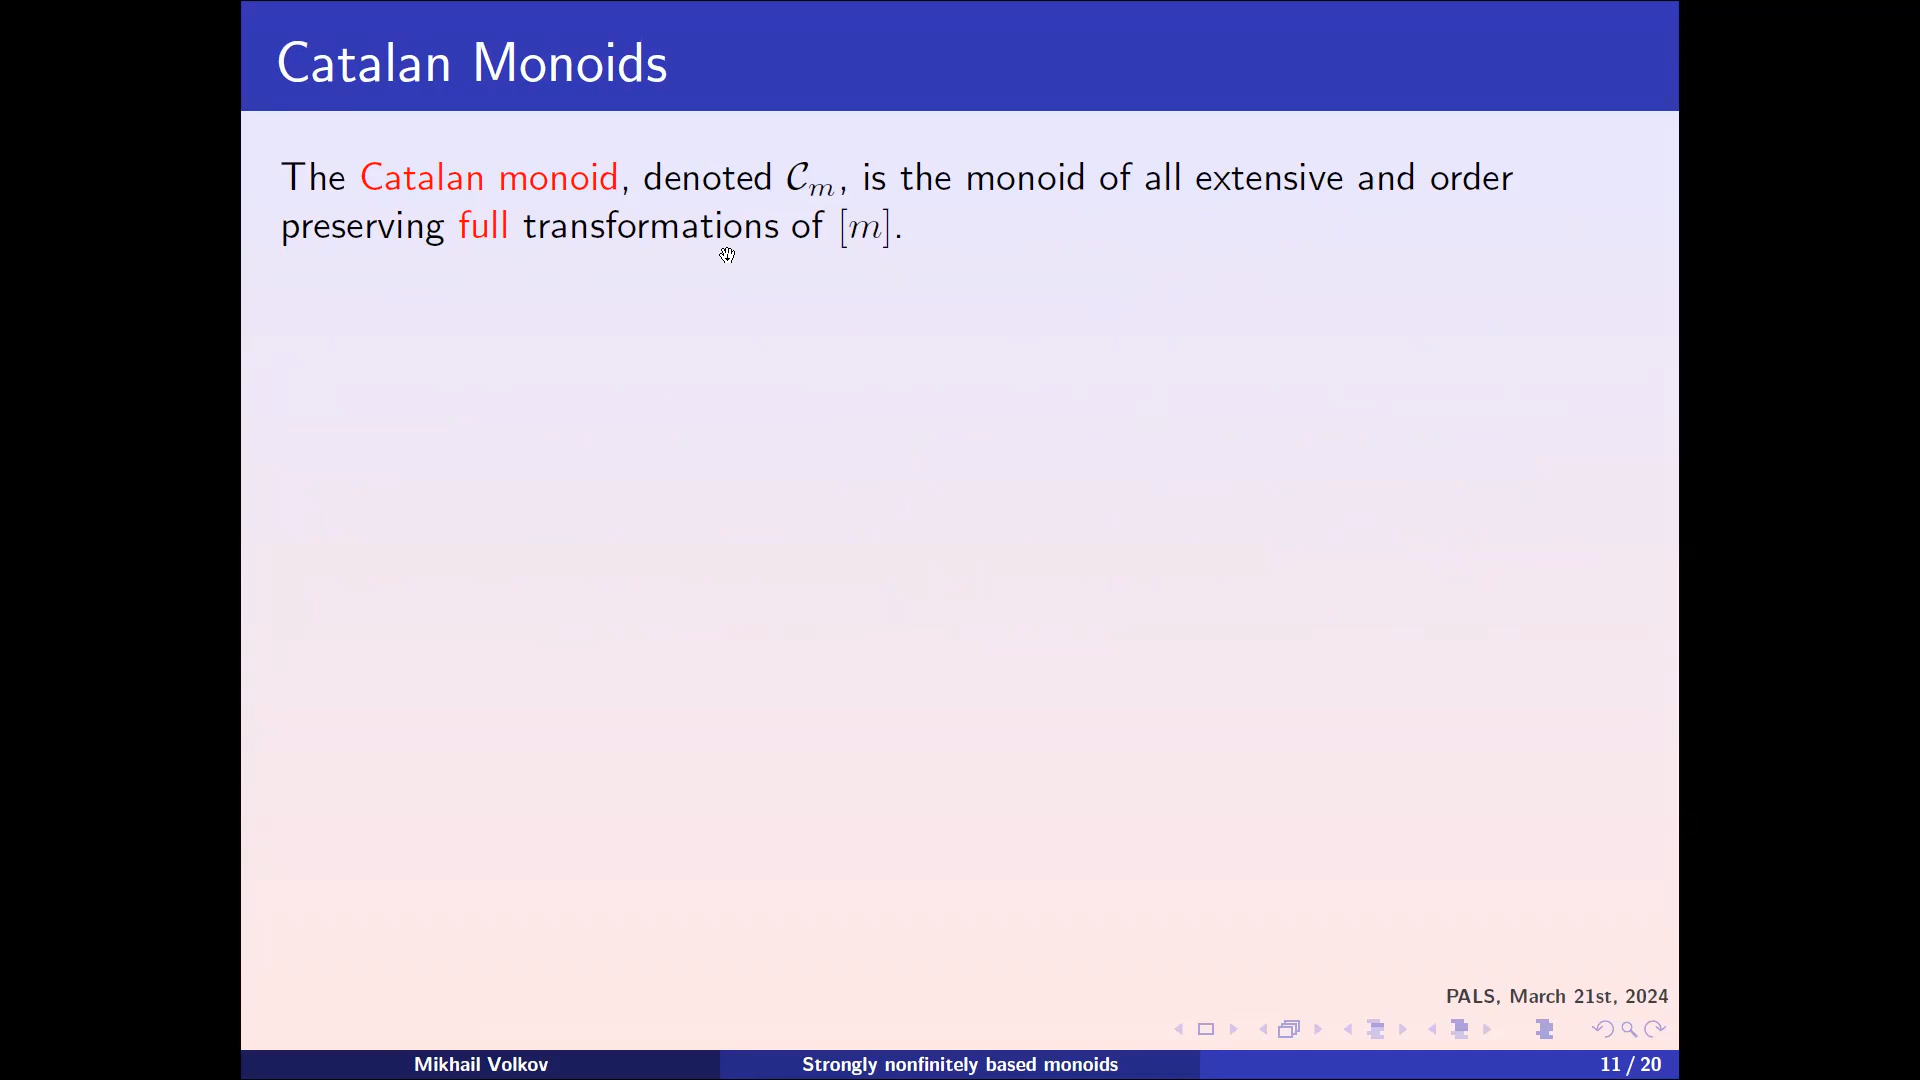 Catalan Monoids
The Catalan monoid, denoted 𝒞ₘ, is the monoid of all extensive and order
preserving full transformations of [m].
PALS, March 21st, 2024
Mikhail Volkov
Strongly nonfinitely based monoids
11 / 20